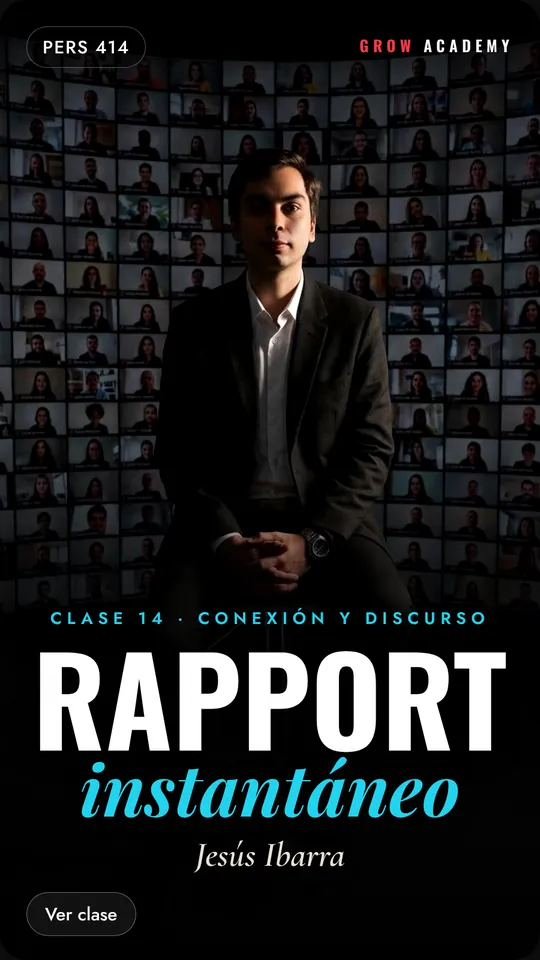 PERS 414
GROW ACADEMY
CLASE 14 · CONEXIÓN Y DISCURSO
RAPPORT
instantáneo
Jesús Ibarra
Ver clase